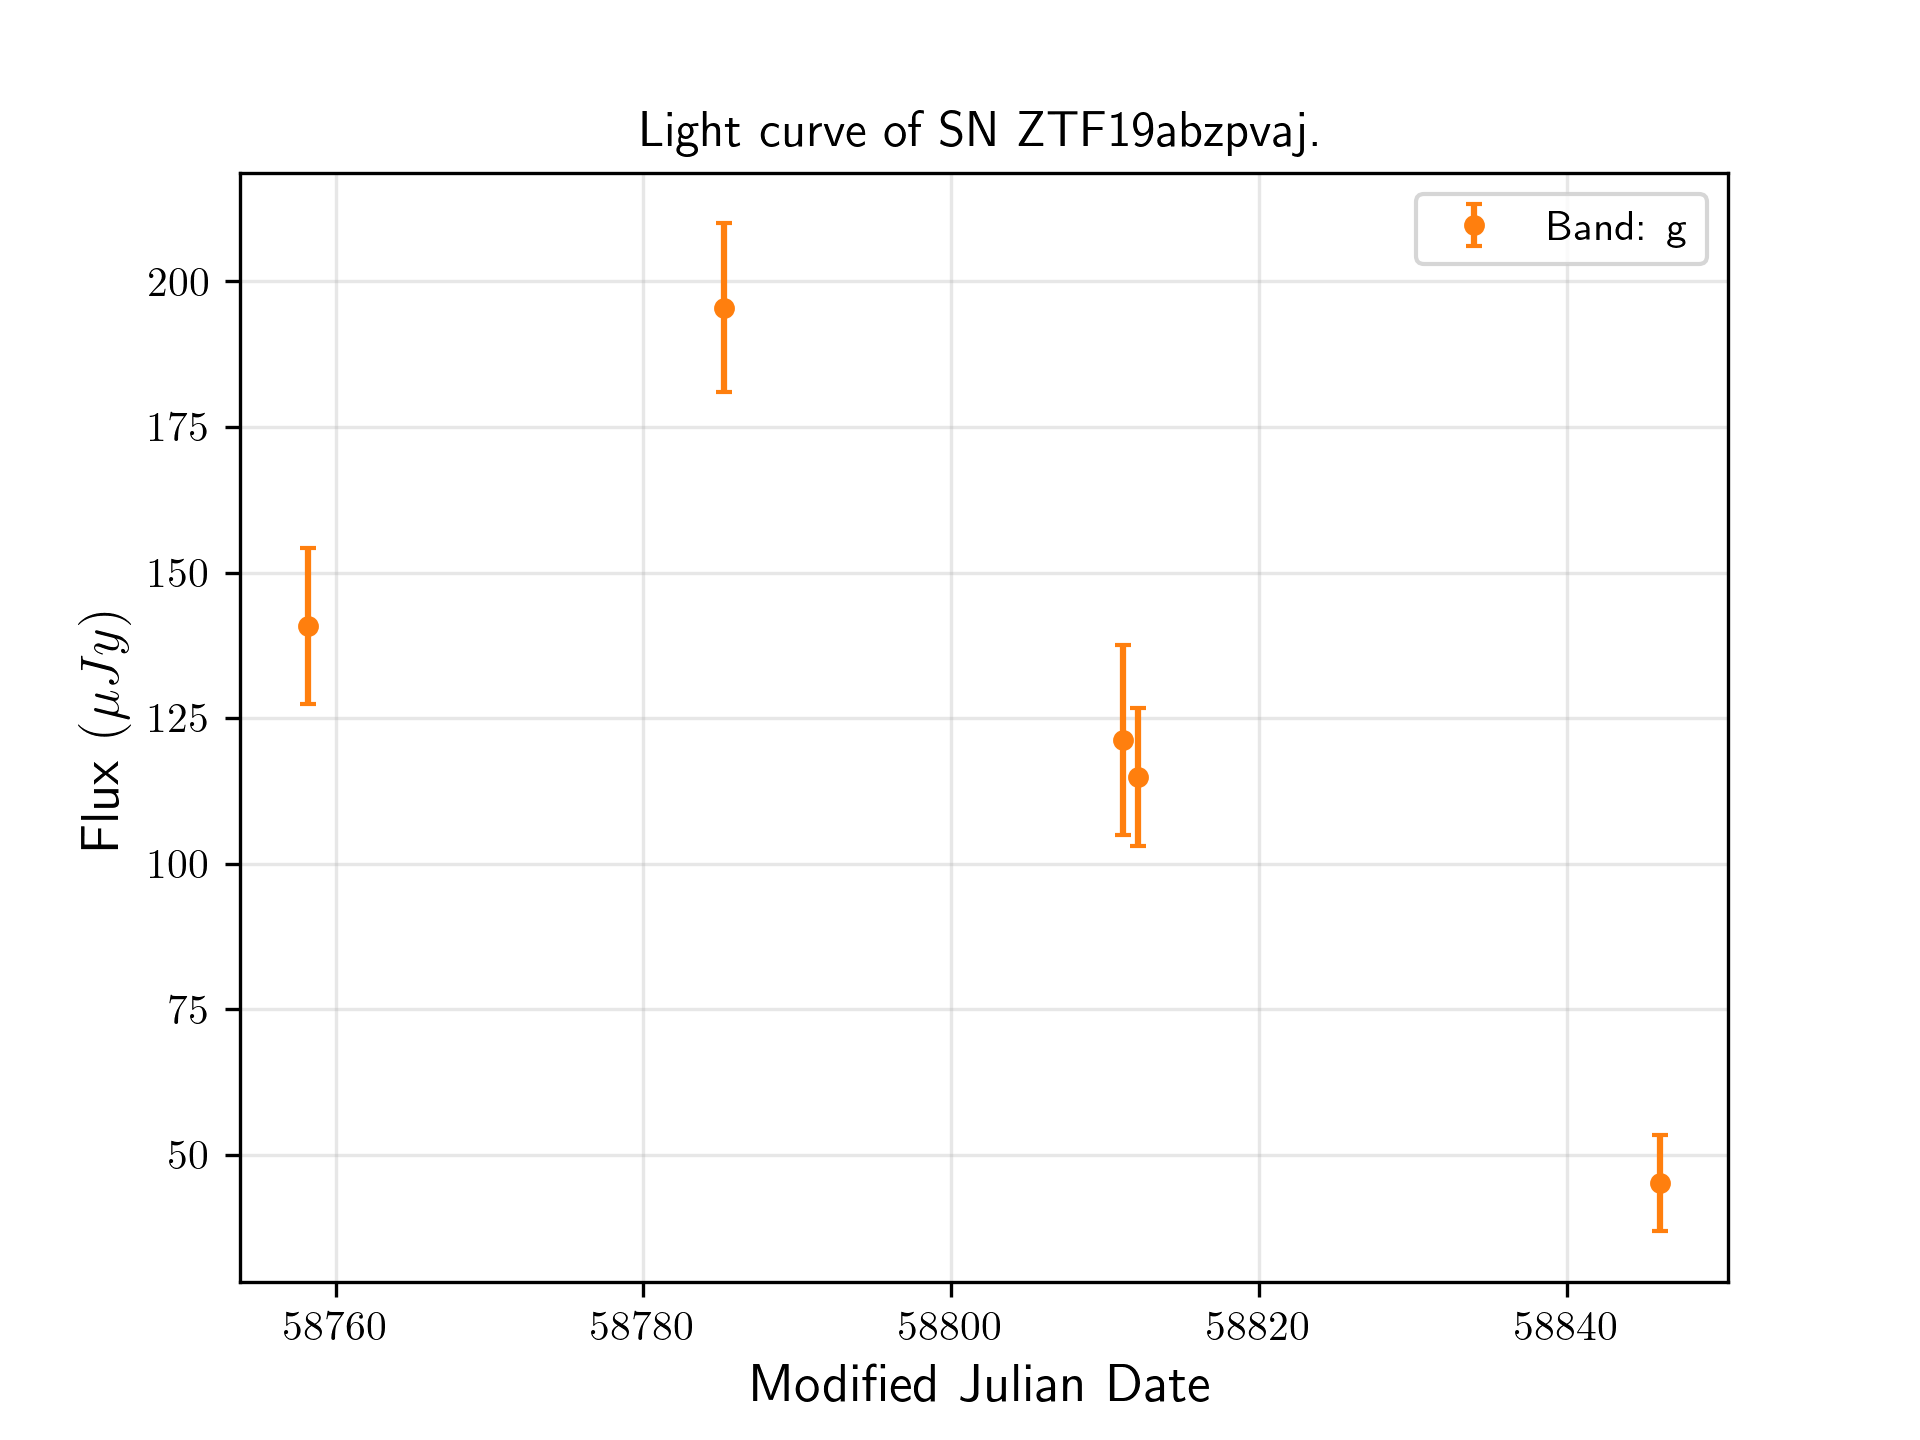 Light curve of SN ZTF19abzpvaj.
Band: g
200
175
150
125
100
75
50
Flux (μJy)
58760 58780 58800 58820 58840
Modified Julian Date